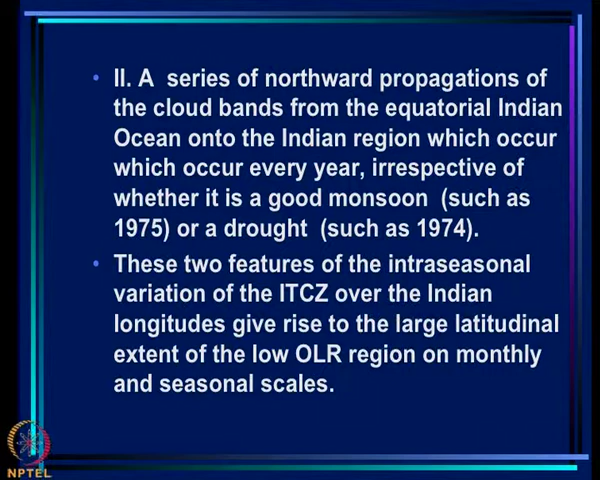 • II. A series of northward propagations of
the cloud bands from the equatorial Indian
Ocean onto the Indian region which occur
which occur every year, irrespective of
whether it is a good monsoon (such as
1975) or a drought (such as 1974).
• These two features of the intraseasonal
variation of the ITCZ over the Indian
longitudes give rise to the large latitudinal
extent of the low OLR region on monthly
and seasonal scales.
NPTEL